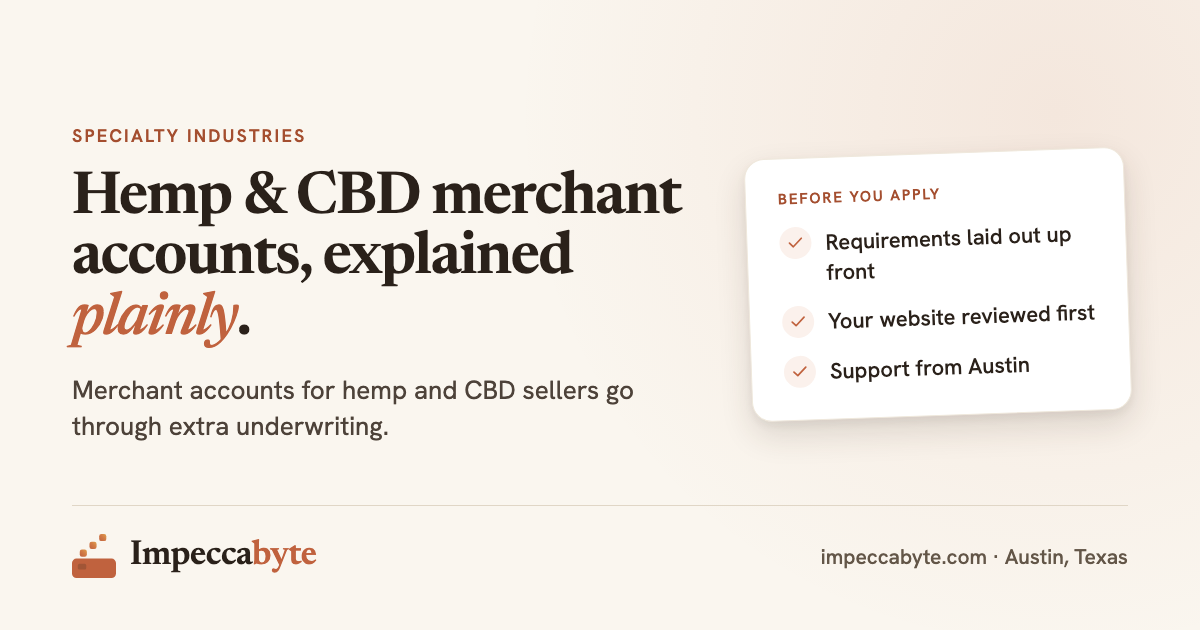 SPECIALTY INDUSTRIES
Hemp & CBD merchant
accounts, explained
plainly.
Merchant accounts for hemp and CBD sellers go
through extra underwriting.
BEFORE YOU APPLY
Requirements laid out up
front
Your website reviewed first
Support from Austin
Impeccabyte
impeccabyte.com · Austin, Texas